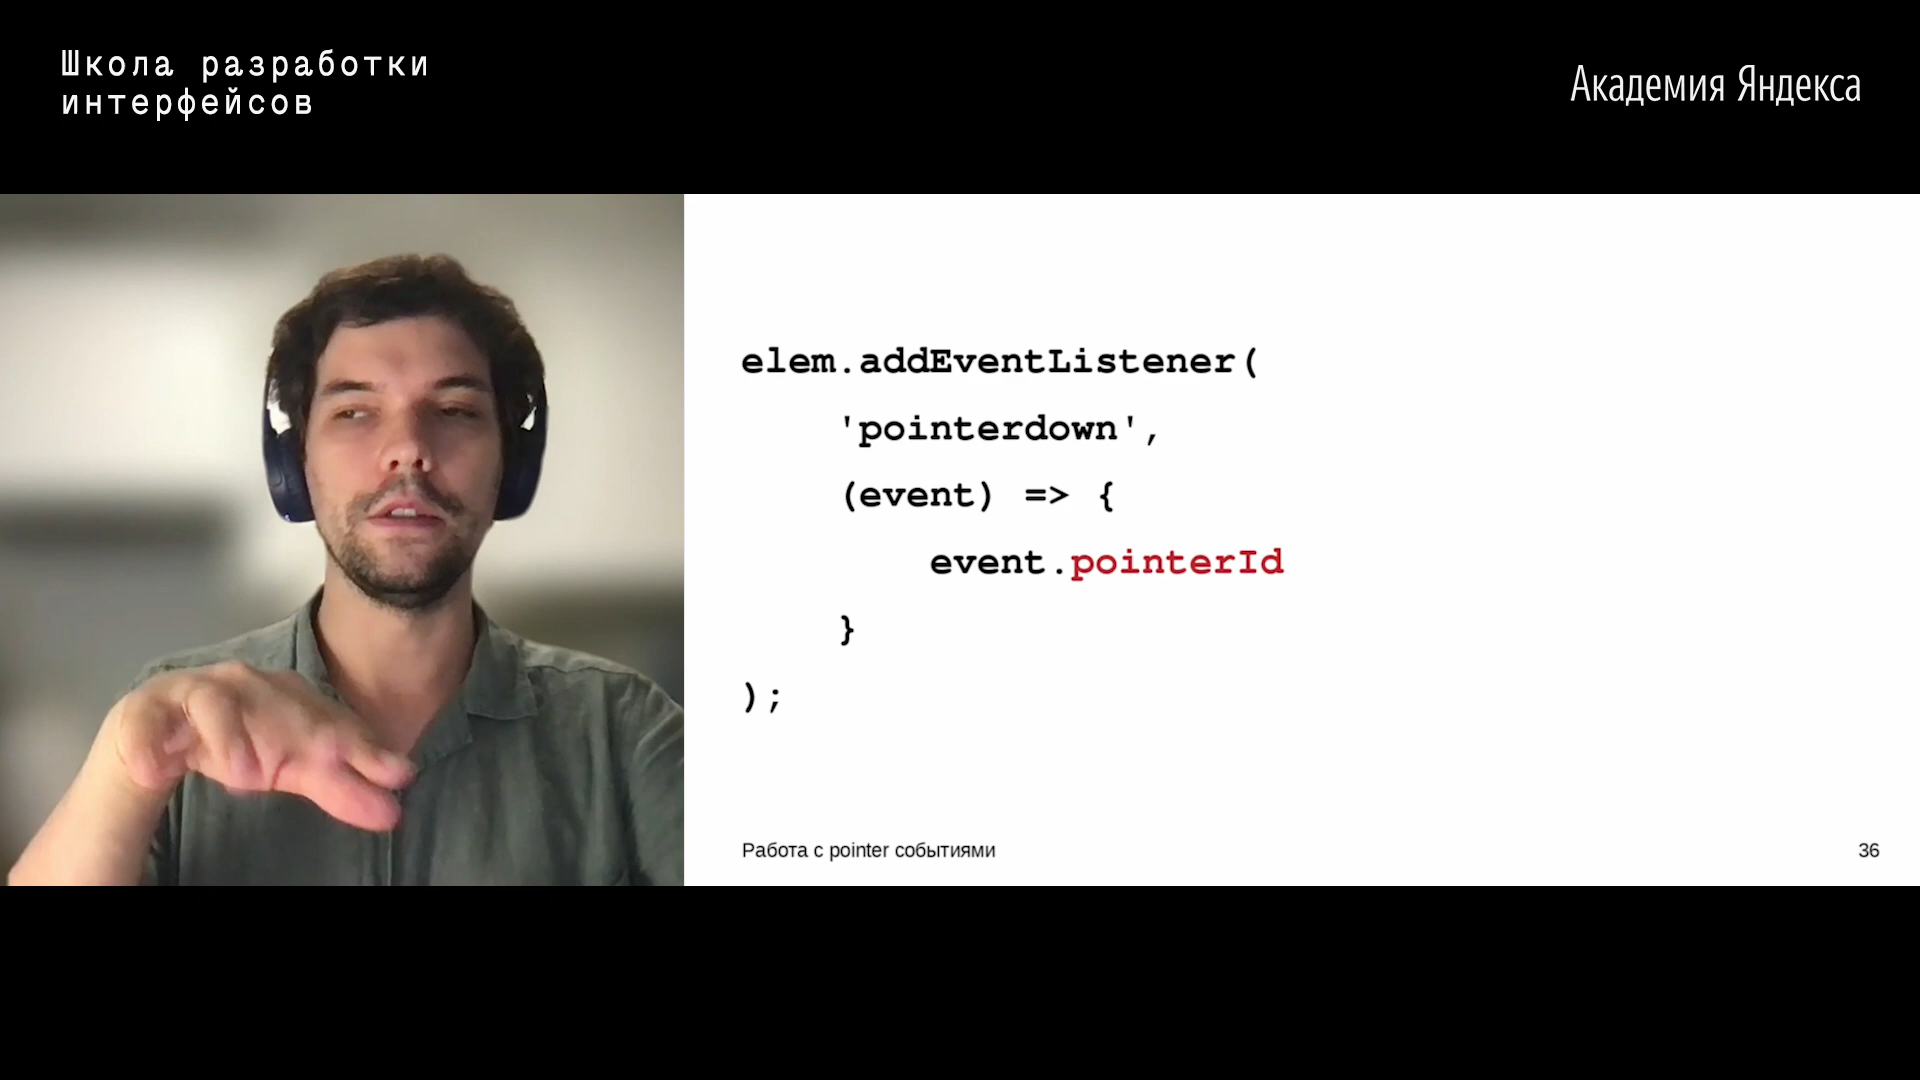 Школа разработки
интерфейсов
Академия Яндекса
elem.addEventListener(
'pointerdown',
(event) => {
event.pointerId
}
);
Работа с pointer событиями
36